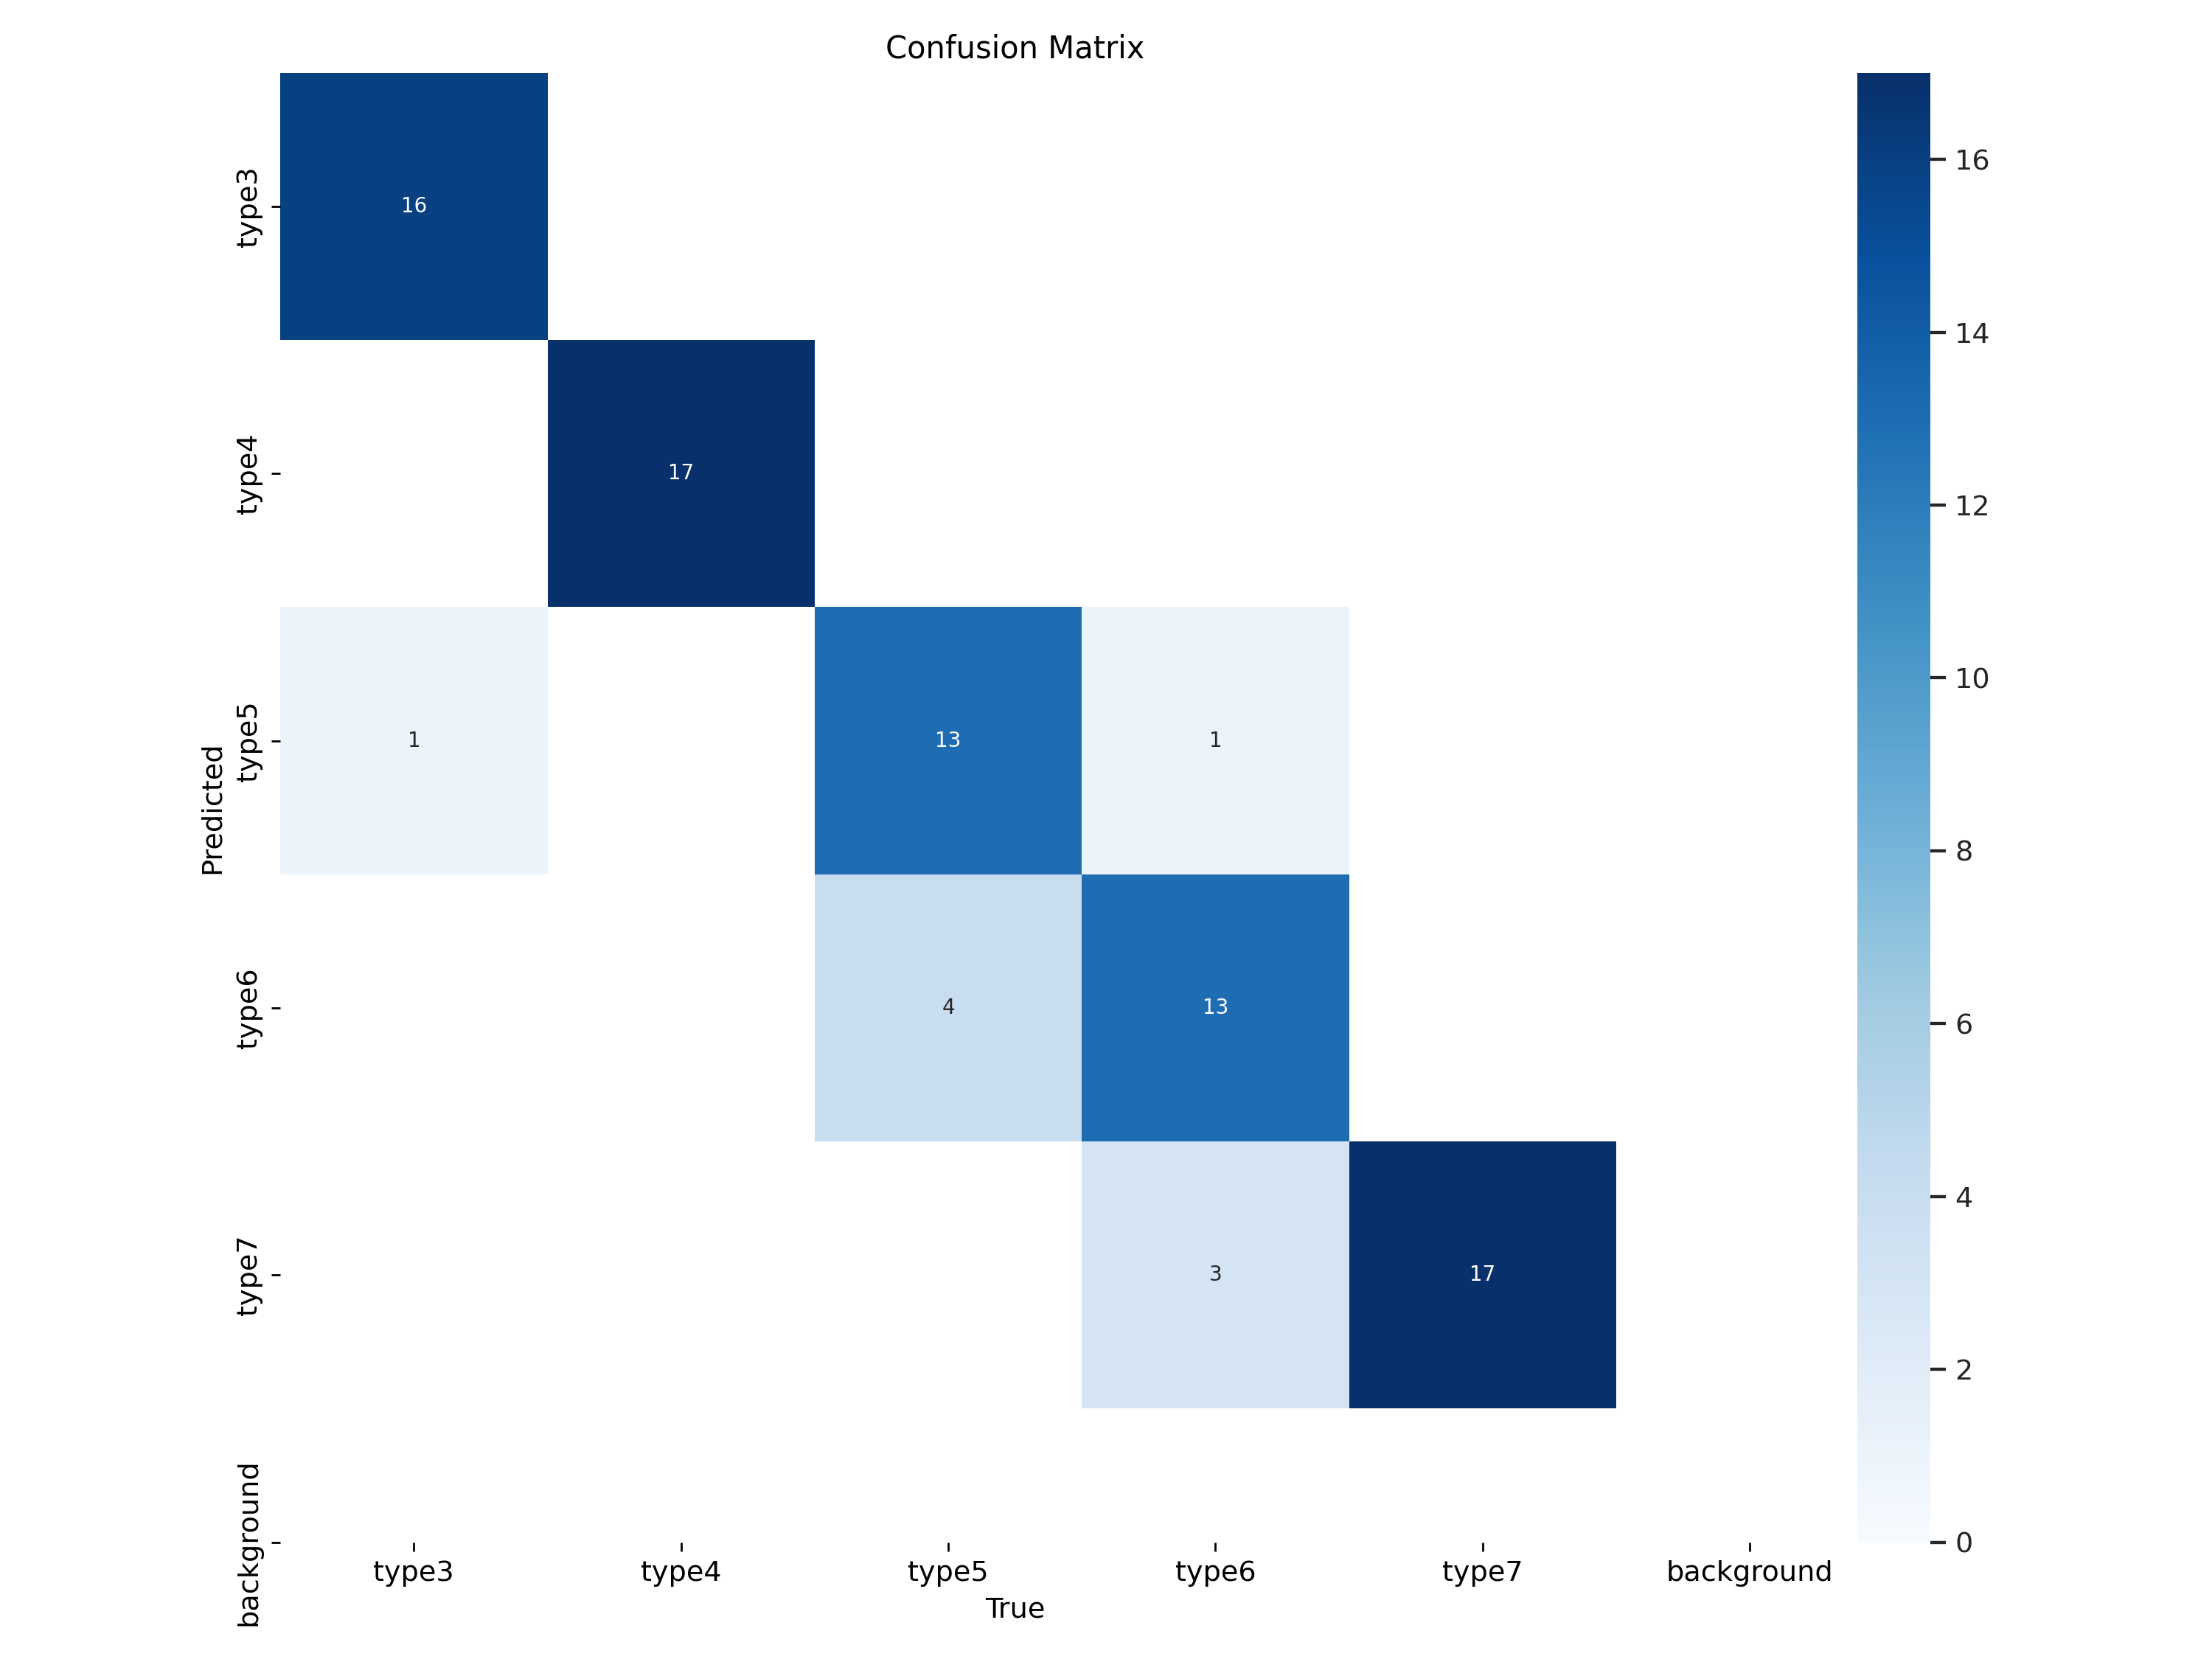 Confusion Matrix
type3
type4
type5
type6
type7
background
Predicted
16
17
1 13 1
4 13
3 17
type3 type4 type5 type6 type7 background
True
16
14
12
10
8
6
4
2
0